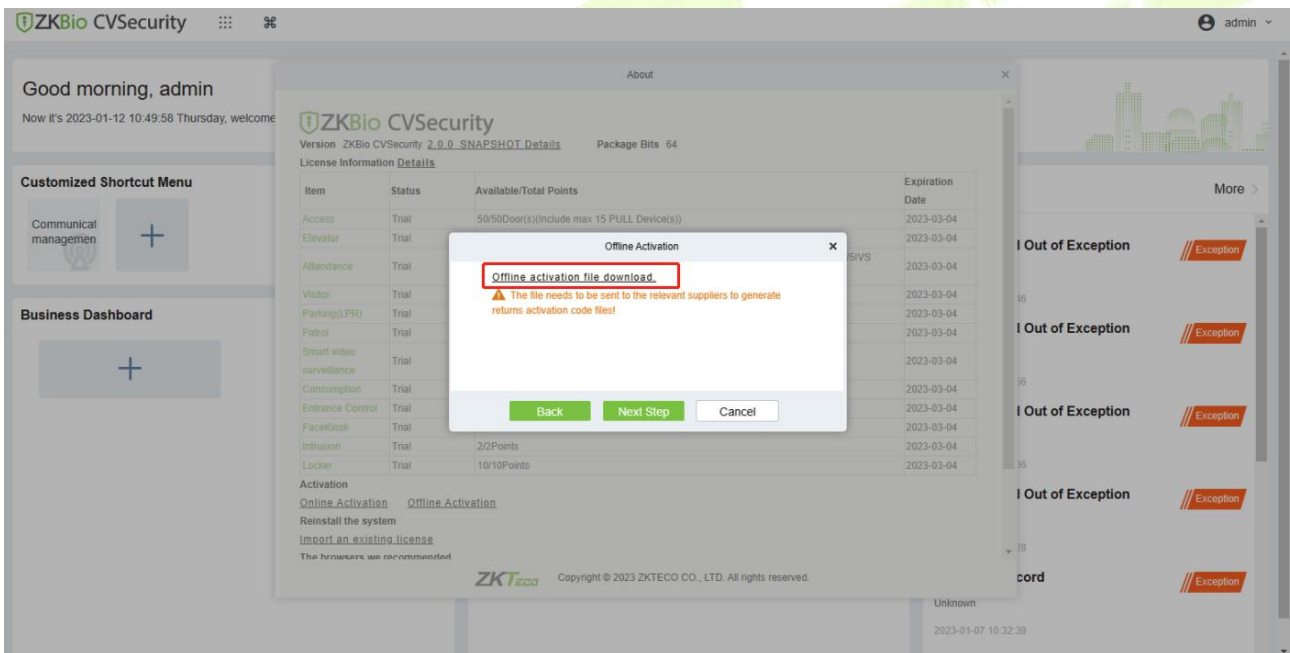 ZKBio CVSecurity
admin
Good morning, admin
Now it's 2023-01-12 10:49:58 Thursday, welcome
Customized Shortcut Menu
Communicat
managemen
Business Dashboard
About
ZKBio CVSecurity
Version ZKBio CVSecurity 2.0.0_SNAPSHOT Details Package Bits 64
License Information Details
Item Status Available/Total Points Expiration Date
Access Trial 50/50Door(s)(Include max 15 PULL Device(s)) 2023-03-04
Elevator Trial 2023-03-04
Attendance Trial /5IVS 2023-03-04
Visitor Trial 2023-03-04
Parking(LPR) Trial 2023-03-04
Patrol Trial 2023-03-04
Smart video surveillance Trial 2023-03-04
Consumption Trial 2023-03-04
Entrance Control Trial 2023-03-04
FaceKiosk Trial 2023-03-04
Intrusion Trial 2/2Points 2023-03-04
Locker Trial 10/10Points 2023-03-04
Activation
Online Activation Offline Activation
Reinstall the system
Import an existing license
The browsers we recommended
ZKTeco Copyright © 2023 ZKTECO CO., LTD. All rights reserved.
Offline Activation
Offline activation file download.
The file needs to be sent to the relevant suppliers to generate
returns activation code files!
Back Next Step Cancel
More
l Out of Exception Exception
l Out of Exception Exception
l Out of Exception Exception
l Out of Exception Exception
cord Exception
Unknown
2023-01-07 10:32:39